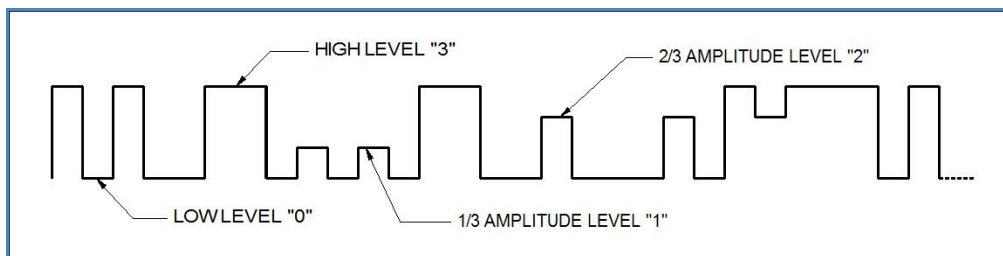 HIGH LEVEL "3"
2/3 AMPLITUDE LEVEL "2"
LOW LEVEL "0"
1/3 AMPLITUDE LEVEL "1"